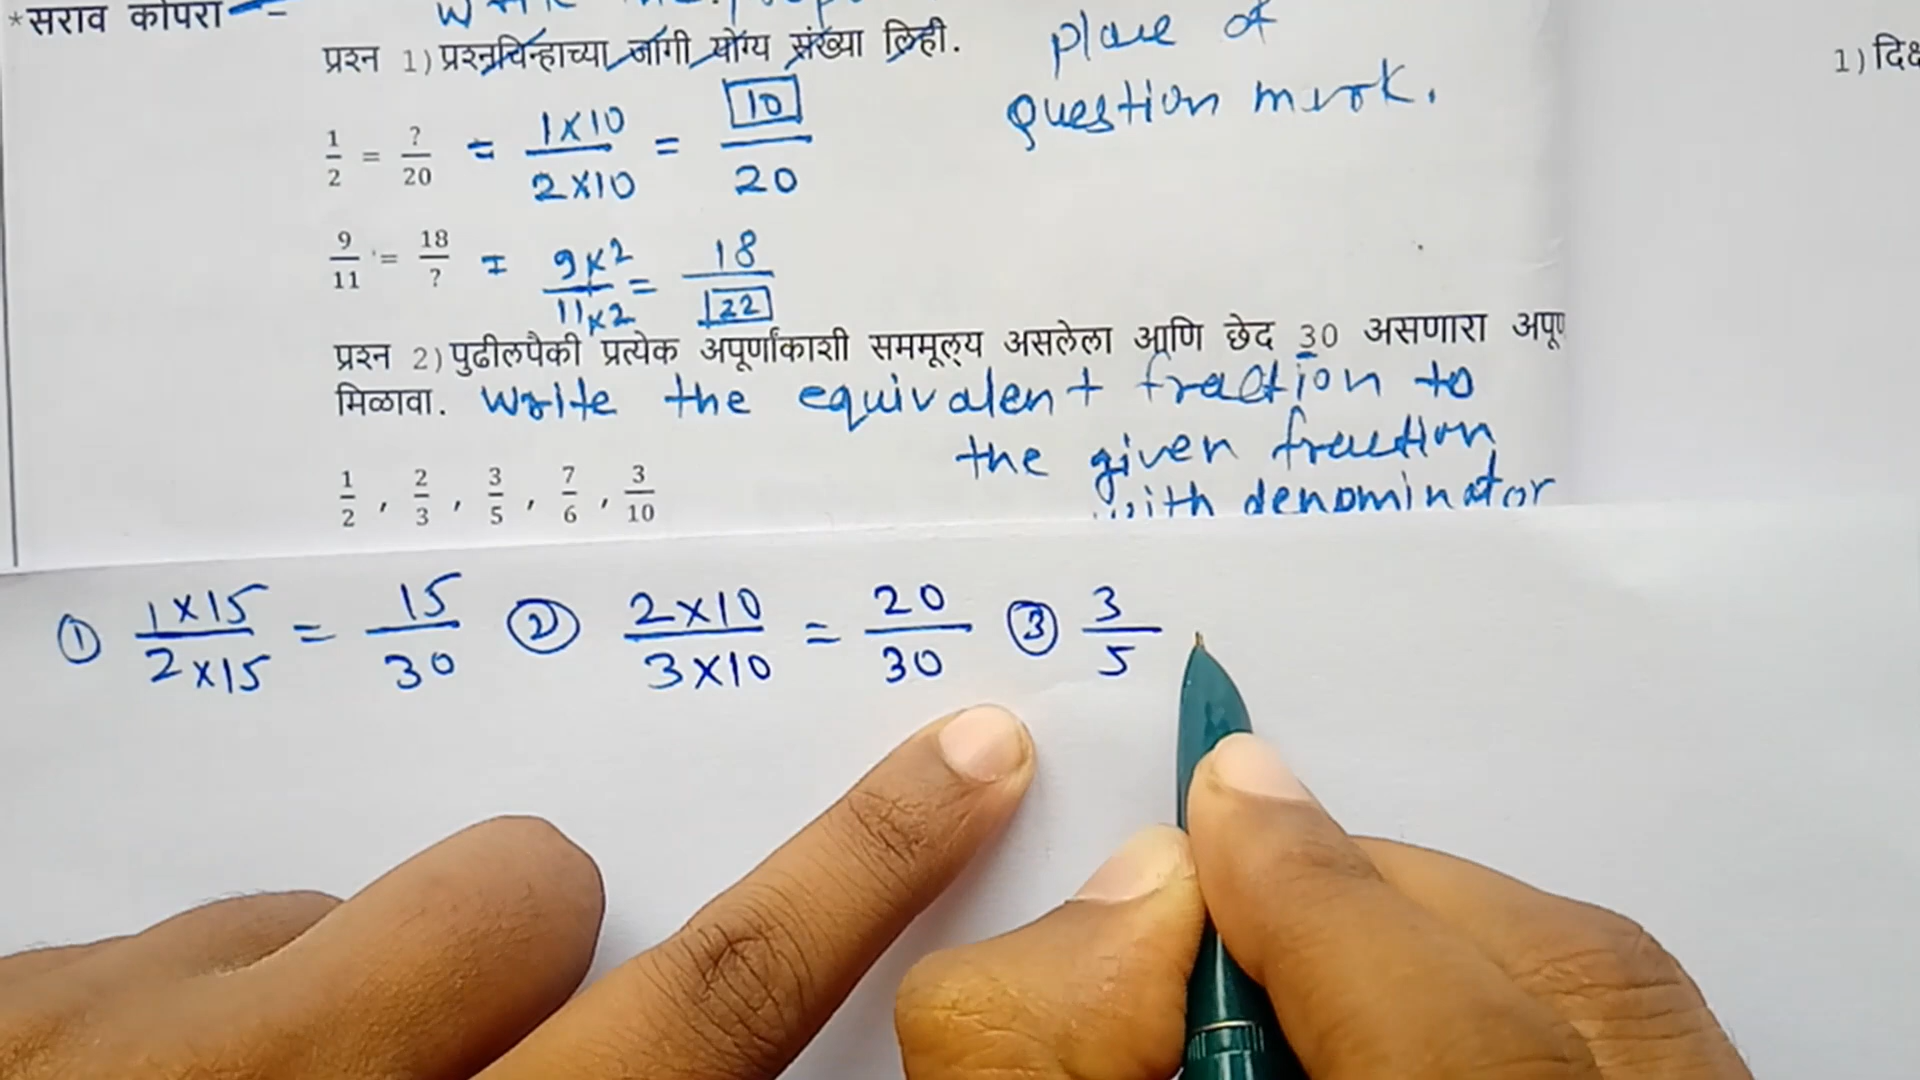 *सराव कोपरा
प्रश्न 1) प्रश्नचिन्हाच्या जागी योग्य संख्या लिही. place of
question mark.
1/2 = ?/20 = 1×10/2×10 = 10/20
9/11 = 18/? = 9×2/11×2 = 18/22
प्रश्न 2) पुढीलपैकी प्रत्येक अपूर्णांकाशी सममूल्य असलेला आणि छेद 30 असणारा अपू
मिळावा. Write the equivalent fraction to
the given fraction
with denominator
1/2 , 2/3 , 3/5 , 7/6 , 3/10
① 1×15/2×15 = 15/30 ② 2×10/3×10 = 20/30 ③ 3/5
1) दिक्ष